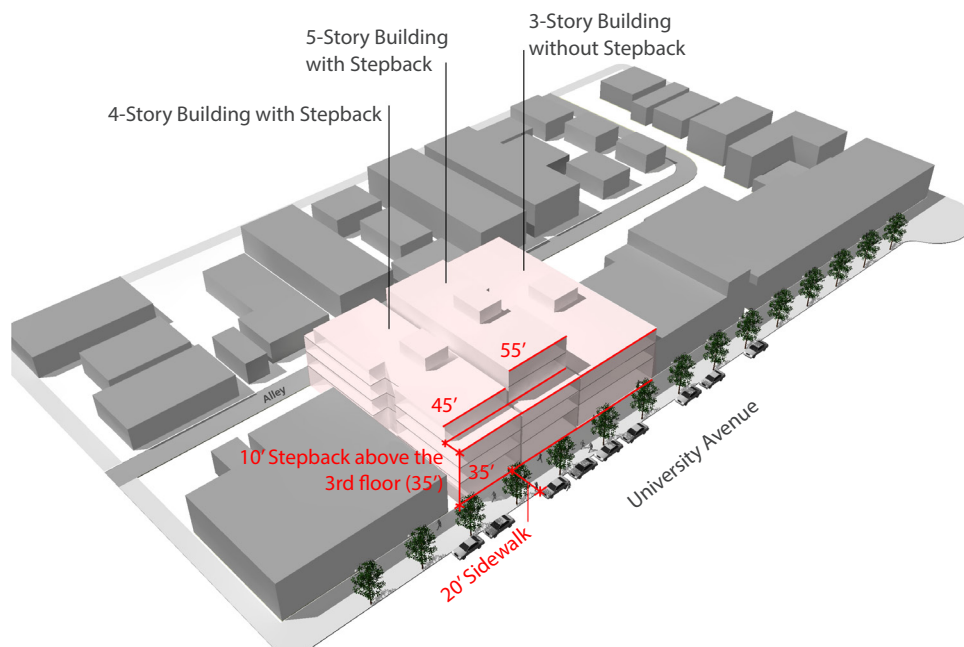 3-Story Building
without Stepback
5-Story Building
with Stepback
4-Story Building with Stepback
55’
45’
Alley
10’ Stepback above the
3rd floor (35’)
35’
University Avenue
20’ Sidewalk